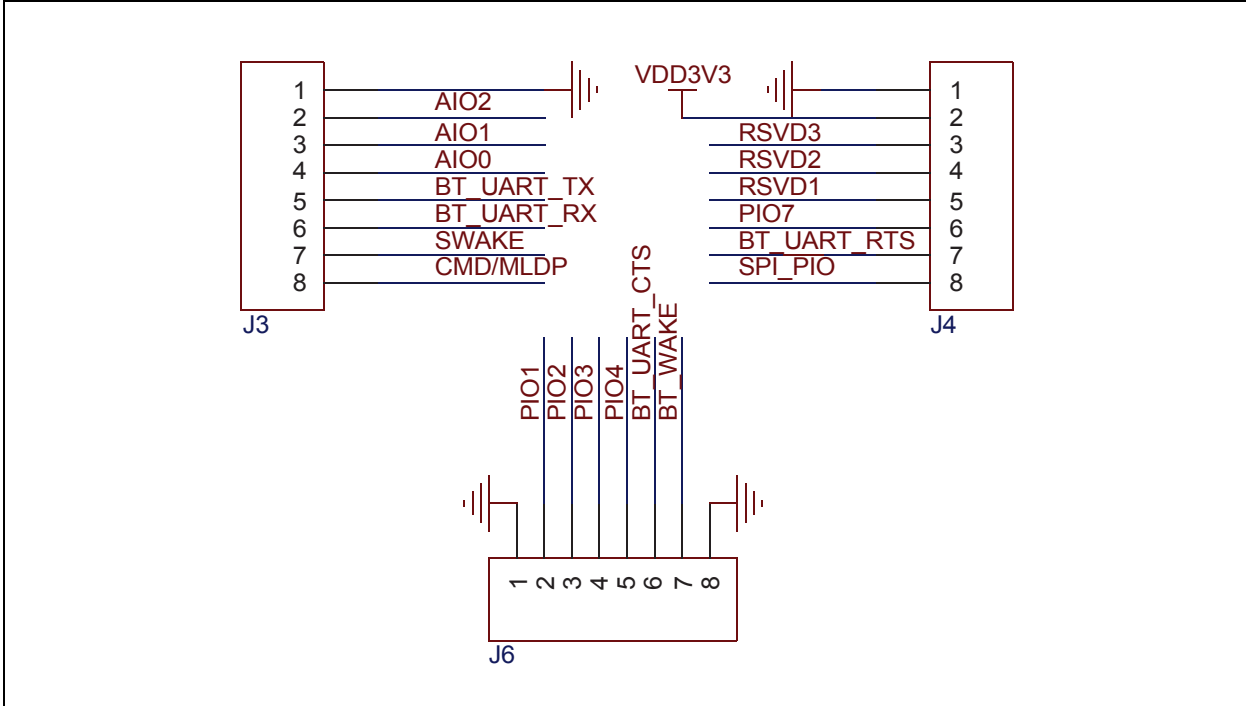 VDD3V3
1
AIO2
2
AIO1
3
AIO0
4
BT_UART_TX
5
BT_UART_RX
6
SWAKE
7
CMD/MLDP
8
J3
1
2
RSVD3
3
RSVD2
4
RSVD1
5
PIO7
6
BT_UART_RTS
7
SPI_PIO
8
J4
PIO1
PIO2
PIO3
PIO4
BT_UART_CTS
BT_WAKE
1
2
3
4
5
6
7
8
J6